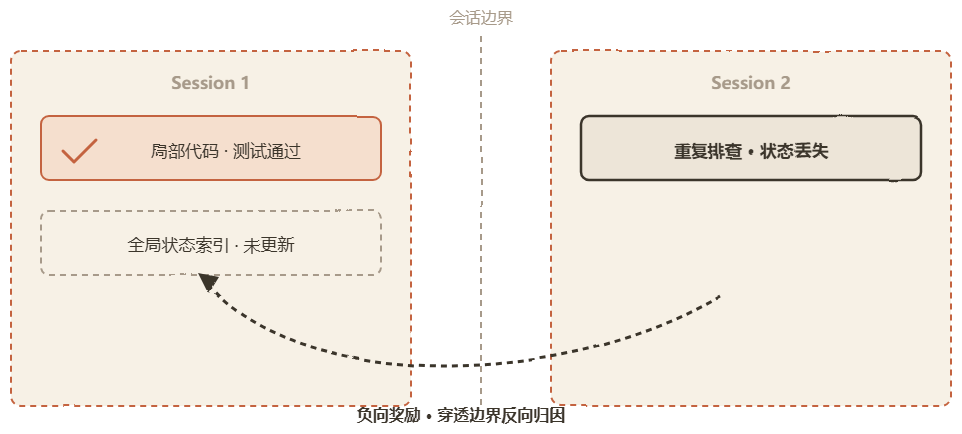 会话边界
Session 1
局部代码 · 测试通过
全局状态索引 · 未更新
Session 2
重复排查 • 状态丢失
负向奖励 • 穿透边界反向归因